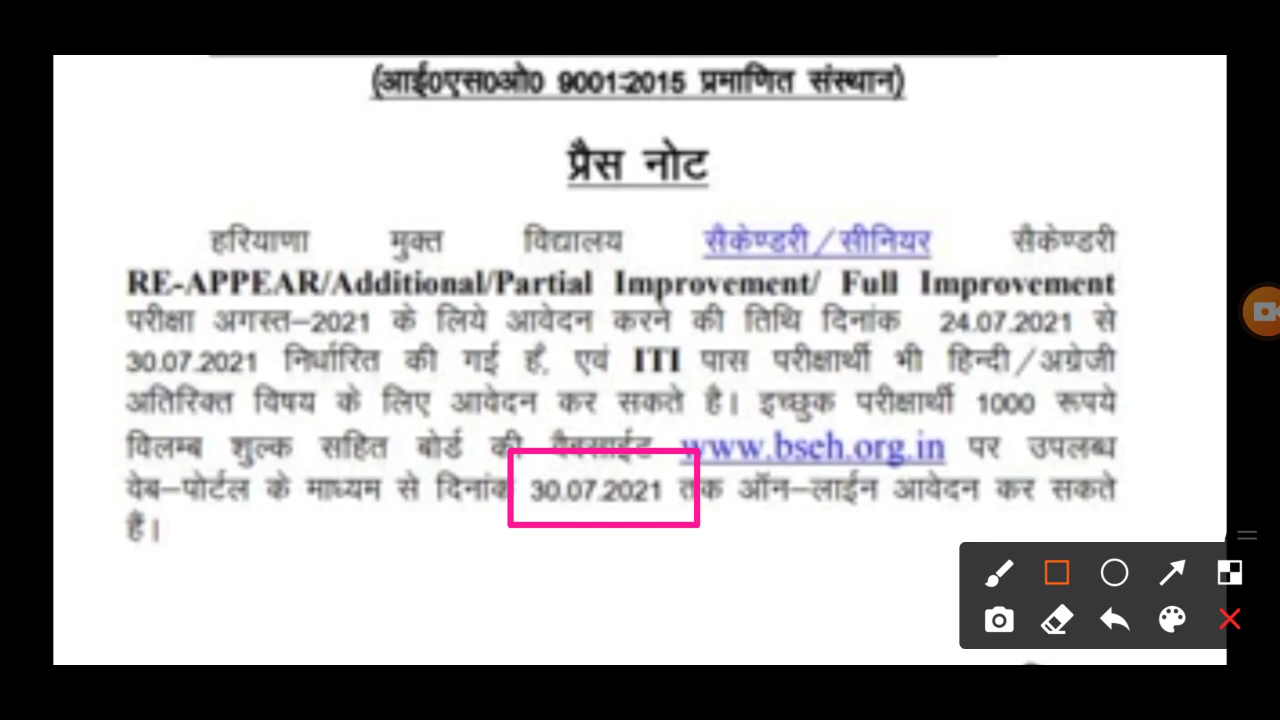 (आई0एस0ओ0 9001:2015 प्रमाणित संस्थान)
प्रैस नोट
हरियाणा मुक्त विद्यालय सैकेण्डरी/सीनियर सैकेण्डरी
RE-APPEAR/Additional/Partial Improvement/ Full Improvement
परीक्षा अगस्त-2021 के लिये आवेदन करने की तिथि दिनांक 24.07.2021 से
30.07.2021 निर्धारित की गई हैं, एवं ITI पास परीक्षार्थी भी हिन्दी/अग्रेजी
अतिरिक्त विषय के लिए आवेदन कर सकते है। इच्छुक परीक्षार्थी 1000 रूपये
विलम्ब शुल्क सहित बोर्ड की वैबसाईट www.bseh.org.in पर उपलब्ध
वेब-पोर्टल के माध्यम से दिनांक 30.07.2021 तक ऑन-लाईन आवेदन कर सकते
हैं।